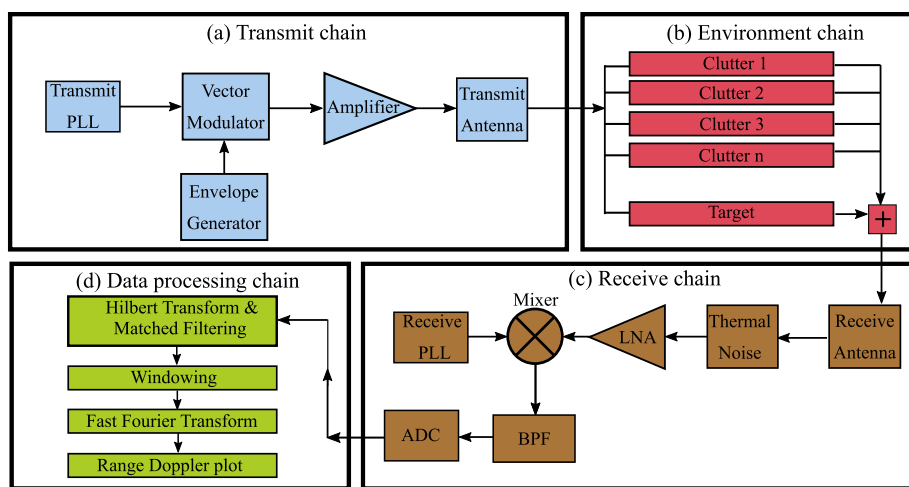 (a) Transmit chain
Transmit
PLL
Vector
Modulator
Amplifier
Transmit
Antenna
Envelope
Generator
(b) Environment chain
Clutter 1
Clutter 2
Clutter 3
Clutter n
Target
+
(c) Receive chain
Receive
Antenna
Thermal
Noise
LNA
Mixer
Receive
PLL
BPF
ADC
(d) Data processing chain
Hilbert Transform &
Matched Filtering
Windowing
Fast Fourier Transform
Range Doppler plot